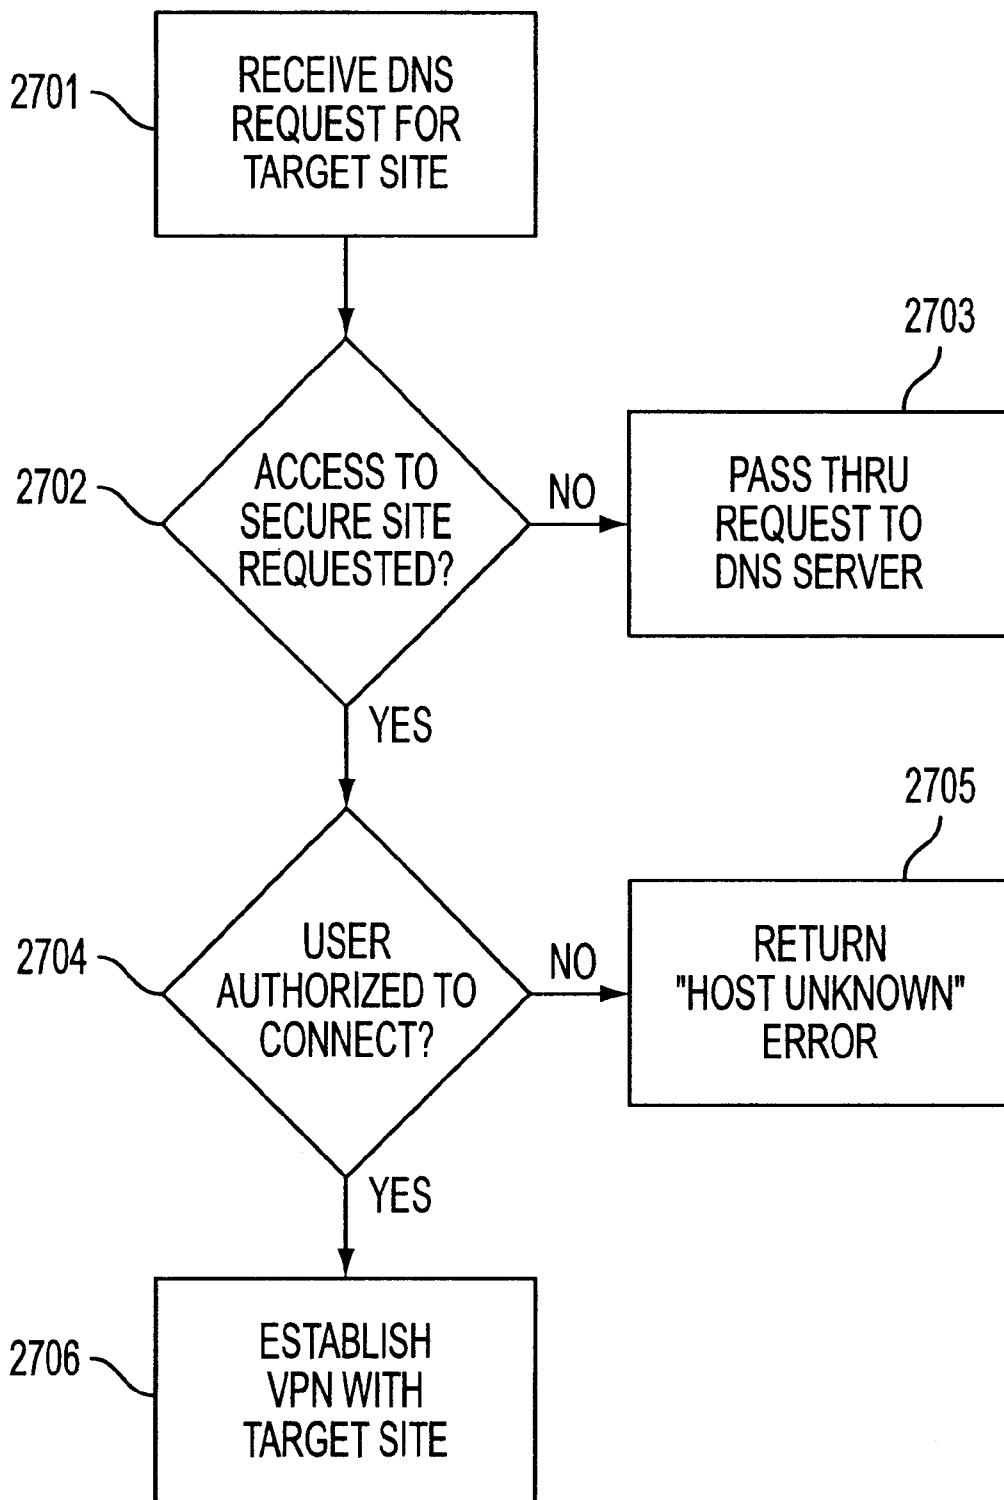 2701
RECEIVE DNS
REQUEST FOR
TARGET SITE
2702
ACCESS TO
SECURE SITE
REQUESTED?
NO
2703
PASS THRU
REQUEST TO
DNS SERVER
YES
2704
USER
AUTHORIZED TO
CONNECT?
NO
2705
RETURN
"HOST UNKNOWN"
ERROR
YES
2706
ESTABLISH
VPN WITH
TARGET SITE